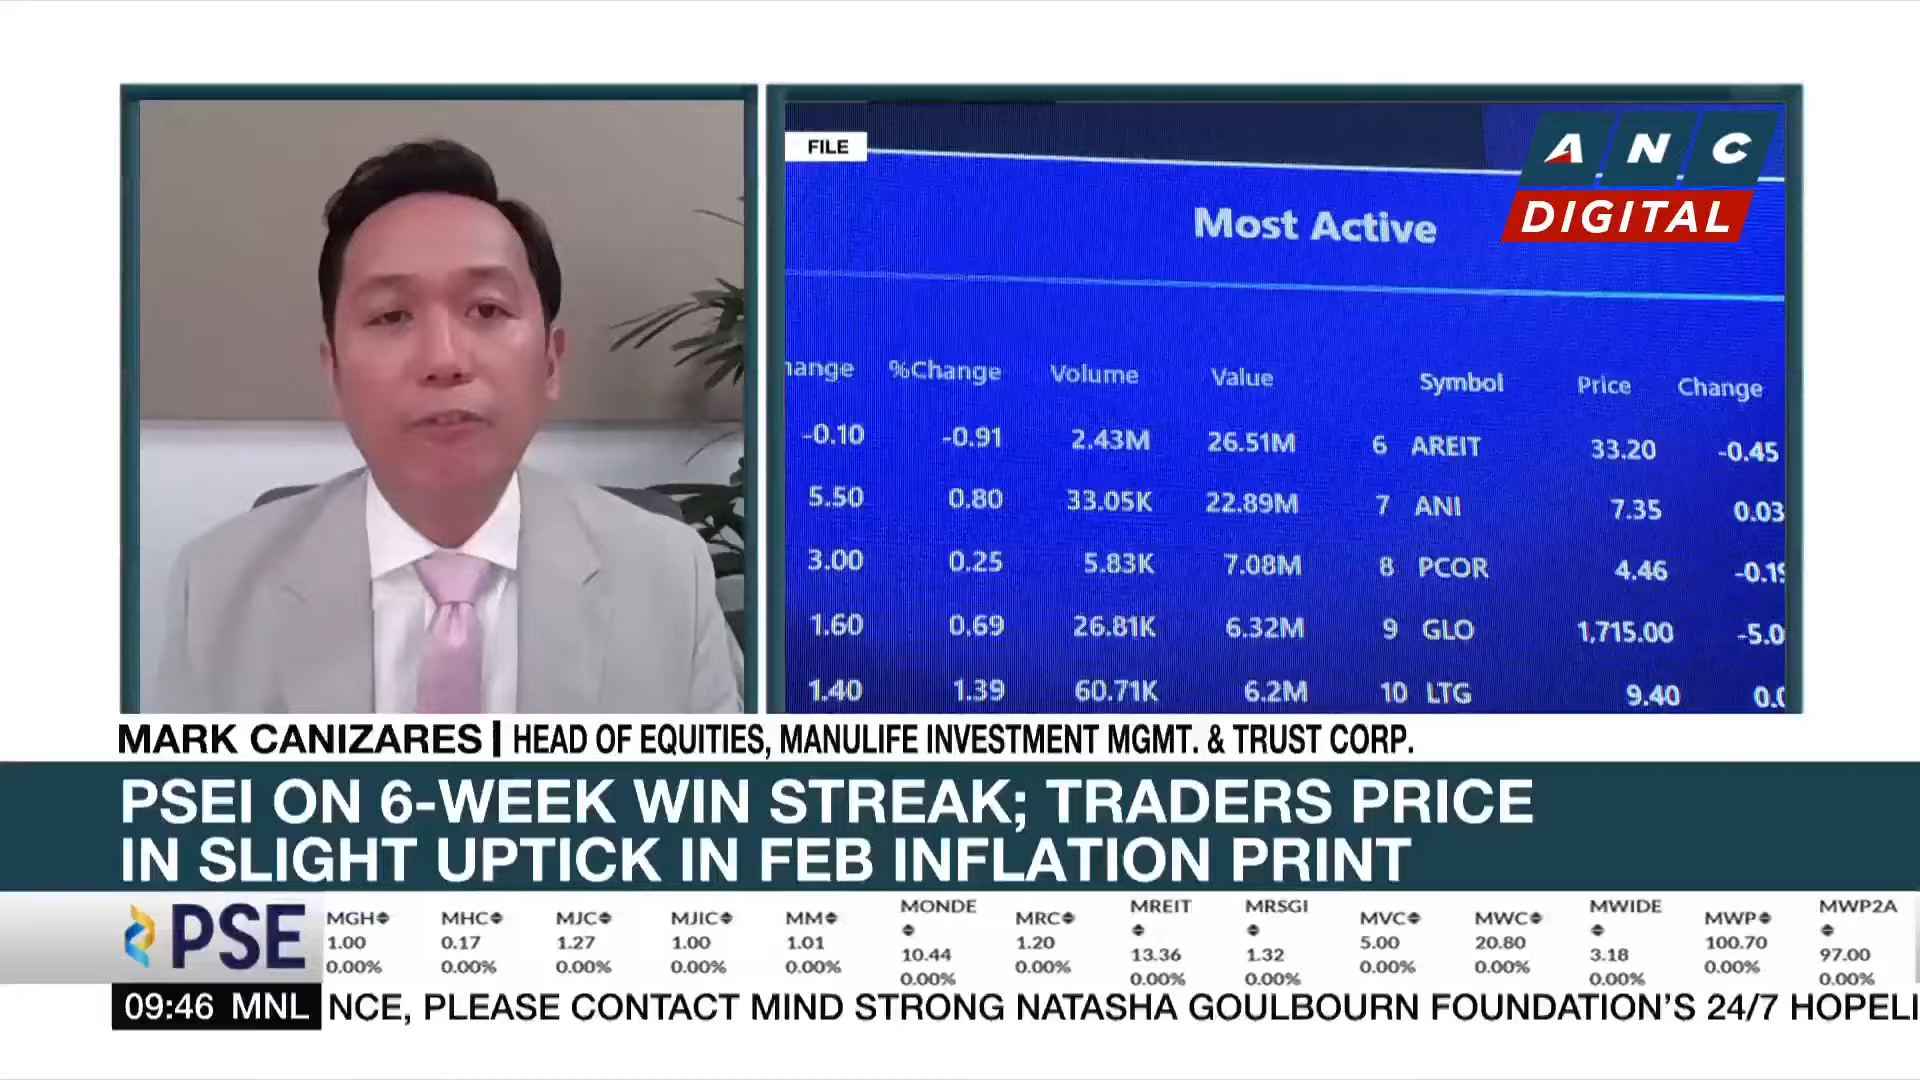 FILE
ANC
DIGITAL
Most Active
hange %Change Volume Value Symbol Price Change
-0.10 -0.91 2.43M 26.51M 6 AREIT 33.20 -0.45
5.50 0.80 33.05K 22.89M 7 ANI 7.35 0.03
3.00 0.25 5.83K 7.08M 8 PCOR 4.46 -0.19
1.60 0.69 26.81K 6.32M 9 GLO 1,715.00 -5.0
1.40 1.39 60.71K 6.2M 10 LTG 9.40 0.0
MARK CANIZARES | HEAD OF EQUITIES, MANULIFE INVESTMENT MGMT. & TRUST CORP.
PSEI ON 6-WEEK WIN STREAK; TRADERS PRICE
IN SLIGHT UPTICK IN FEB INFLATION PRINT
PSE
MGH MHC MJC MJIC MM MONDE MRC MREIT MRSGI MVC MWC MWIDE MWP MWP2A
1.00 0.17 1.27 1.00 1.01 10.44 1.20 13.36 1.32 5.00 20.80 3.18 100.70 97.00
0.00% 0.00% 0.00% 0.00% 0.00% 0.00% 0.00% 0.00% 0.00% 0.00% 0.00% 0.00% 0.00% 0.00%
09:46 MNL NCE, PLEASE CONTACT MIND STRONG NATASHA GOULBOURN FOUNDATION'S 24/7 HOPELI